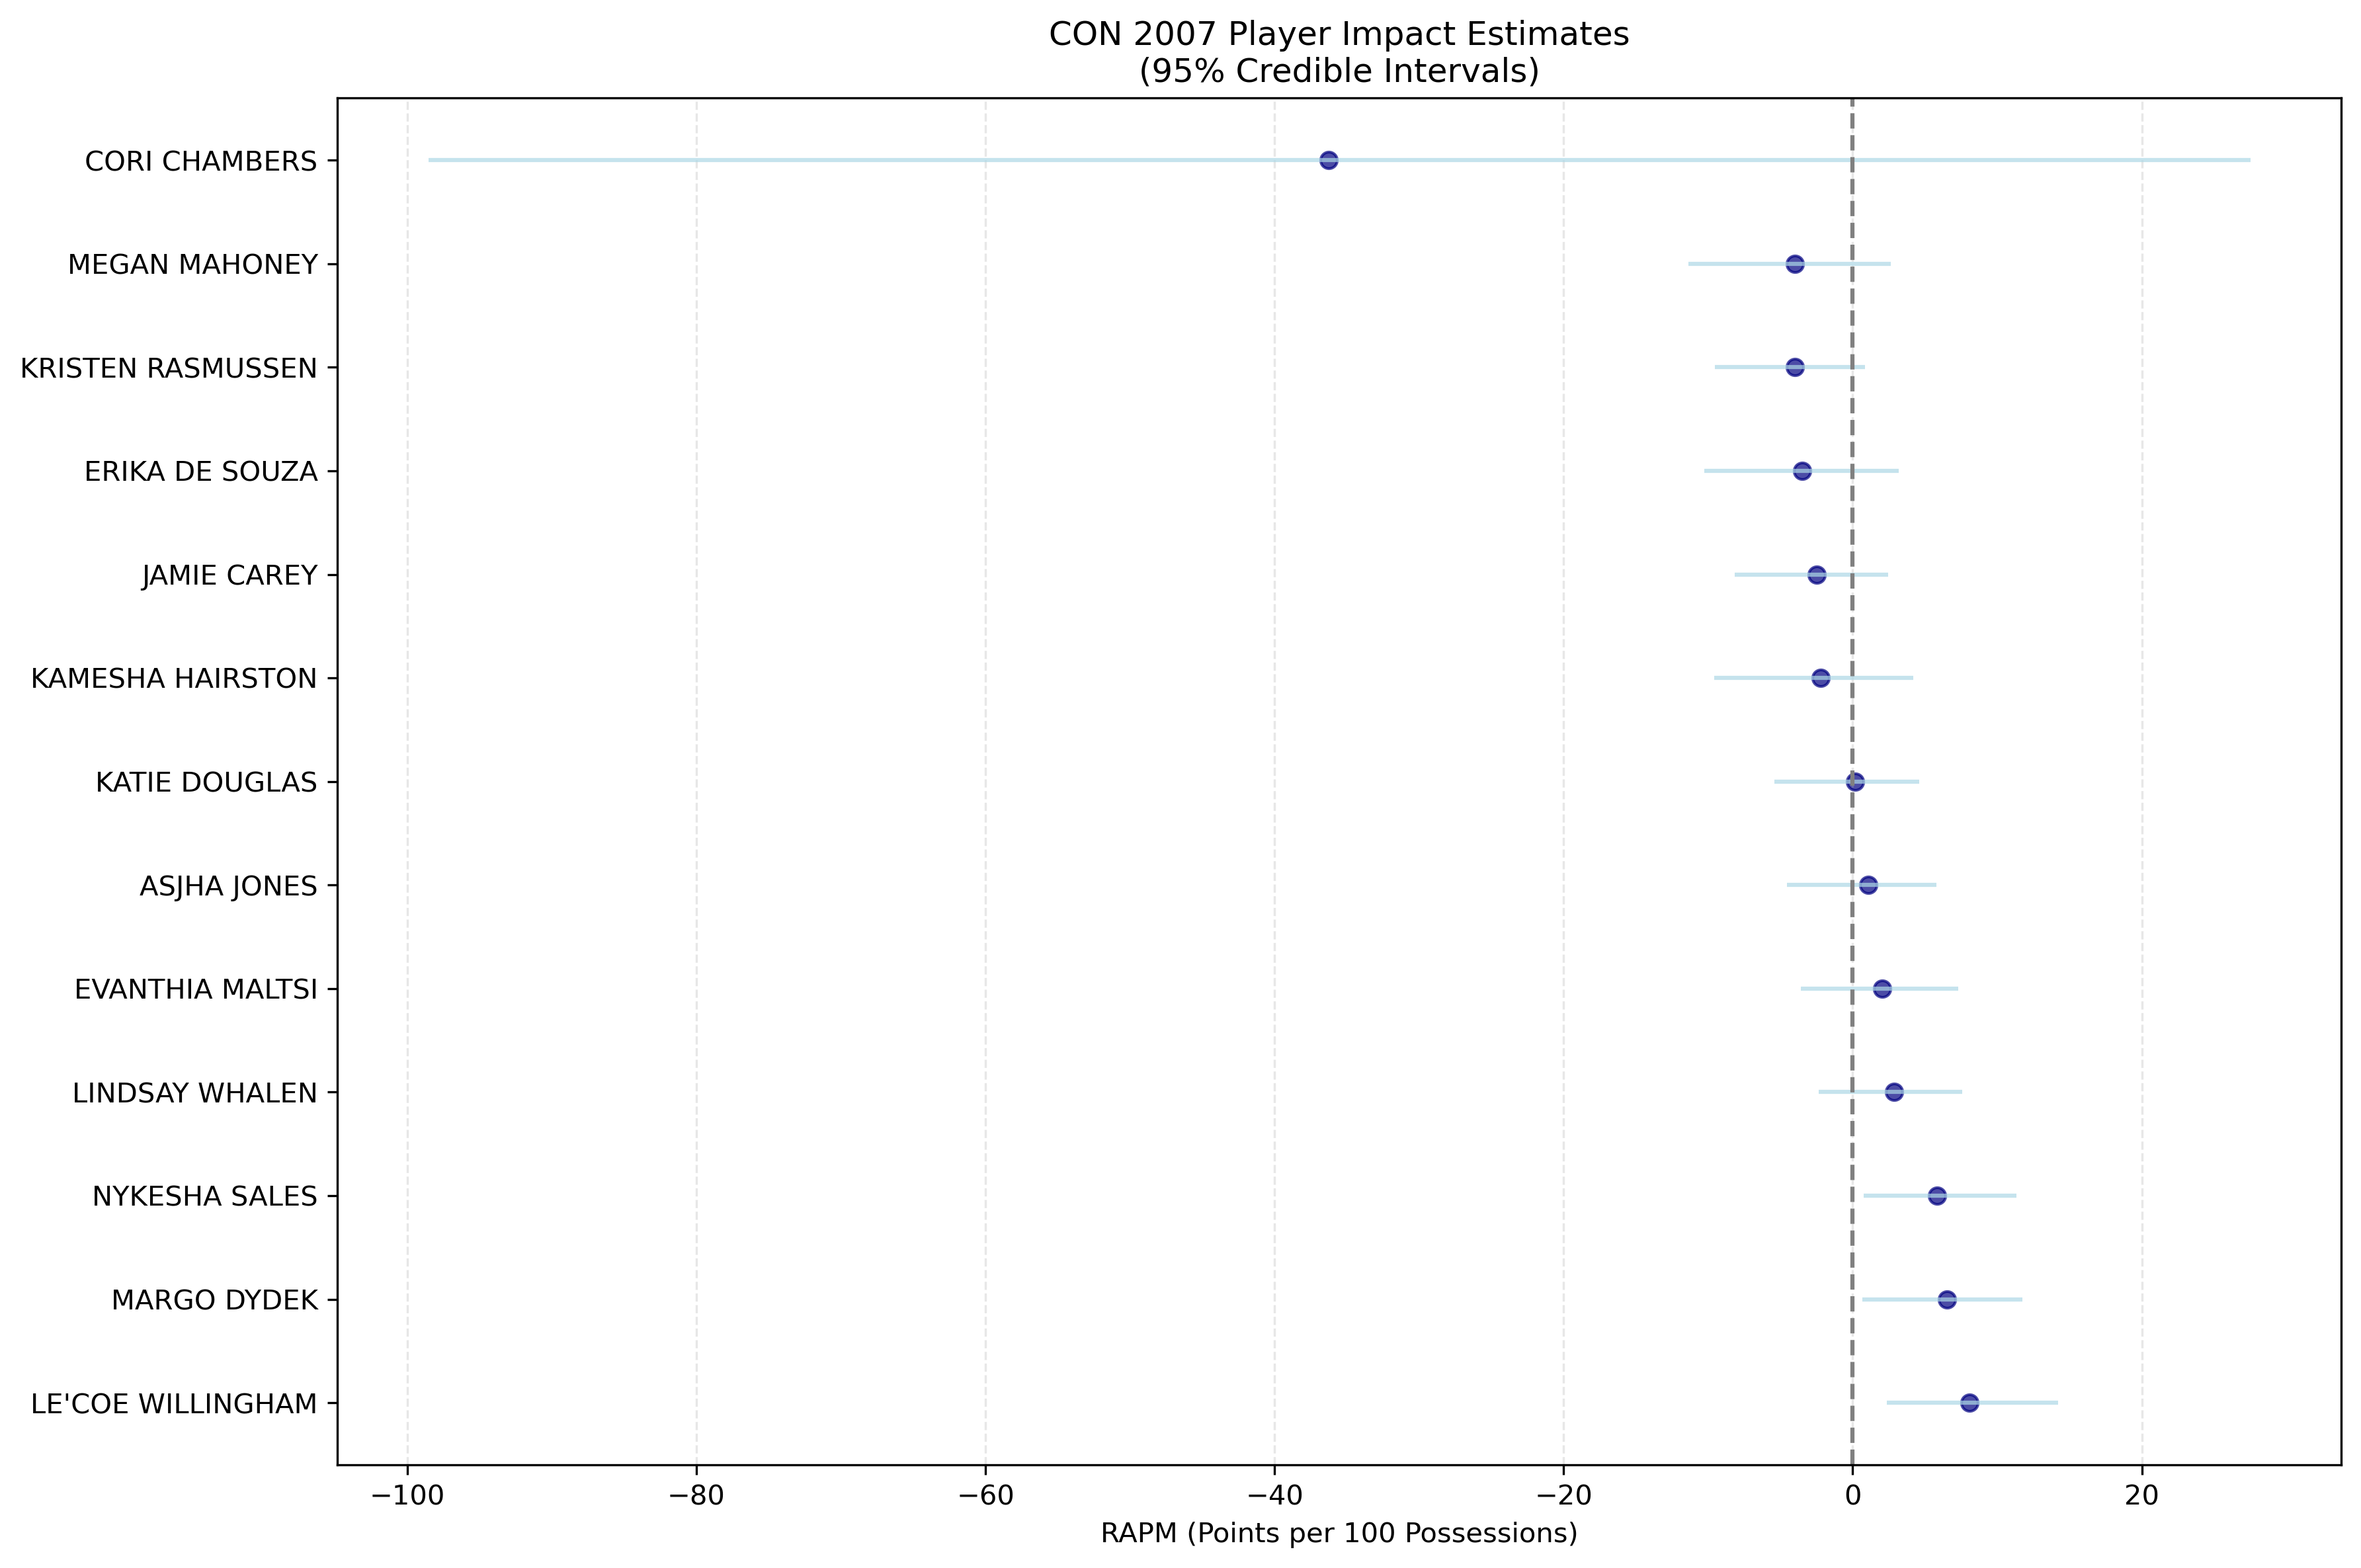 CON 2007 Player Impact Estimates
(95% Credible Intervals)
CORI CHAMBERS
MEGAN MAHONEY
KRISTEN RASMUSSEN
ERIKA DE SOUZA
JAMIE CAREY
KAMESHA HAIRSTON
KATIE DOUGLAS
ASJHA JONES
EVANTHIA MALTSI
LINDSAY WHALEN
NYKESHA SALES
MARGO DYDEK
LE'COE WILLINGHAM
−100 −80 −60 −40 −20 0 20
RAPM (Points per 100 Possessions)